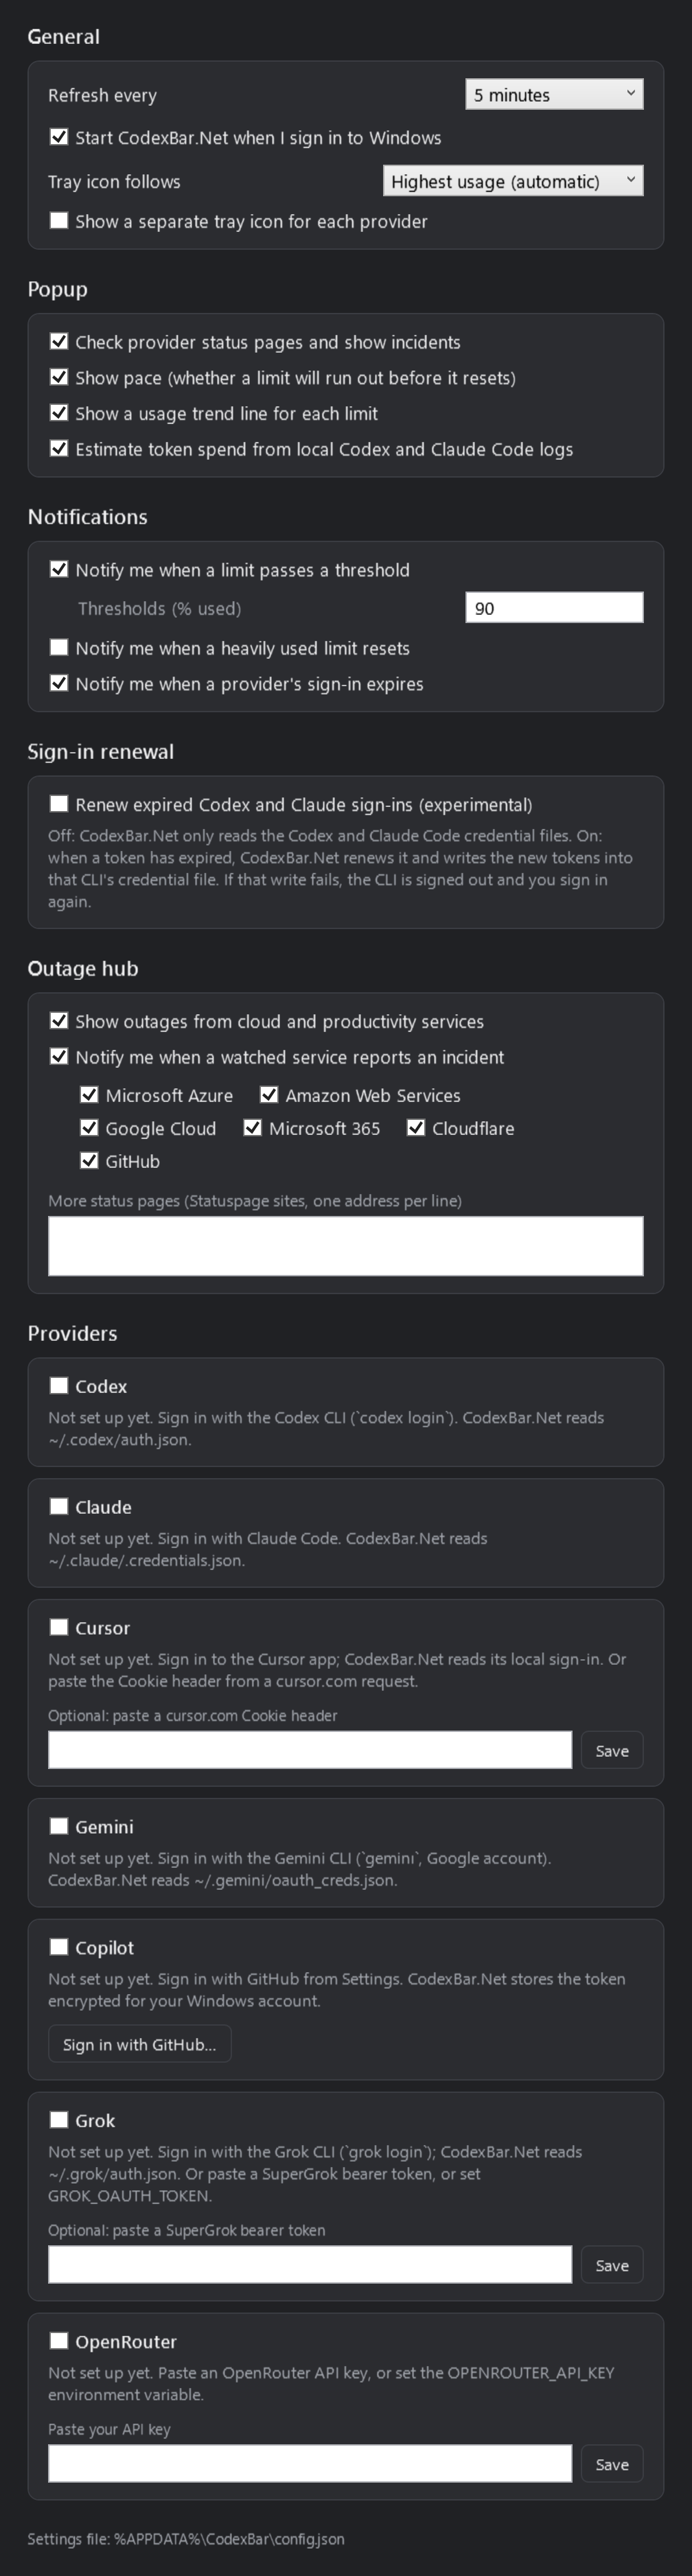 General
Refresh every
5 minutes
Start CodexBar.Net when I sign in to Windows
Tray icon follows
Highest usage (automatic)
Show a separate tray icon for each provider
Popup
Check provider status pages and show incidents
Show pace (whether a limit will run out before it resets)
Show a usage trend line for each limit
Estimate token spend from local Codex and Claude Code logs
Notifications
Notify me when a limit passes a threshold
Thresholds (% used)
90
Notify me when a heavily used limit resets
Notify me when a provider's sign-in expires
Sign-in renewal
Renew expired Codex and Claude sign-ins (experimental)
Off: CodexBar.Net only reads the Codex and Claude Code credential files. On:
when a token has expired, CodexBar.Net renews it and writes the new tokens into
that CLI's credential file. If that write fails, the CLI is signed out and you sign in
again.
Outage hub
Show outages from cloud and productivity services
Notify me when a watched service reports an incident
Microsoft Azure Amazon Web Services
Google Cloud Microsoft 365 Cloudflare
GitHub
More status pages (Statuspage sites, one address per line)
Providers
Codex
Not set up yet. Sign in with the Codex CLI (`codex login`). CodexBar.Net reads
~/.codex/auth.json.
Claude
Not set up yet. Sign in with Claude Code. CodexBar.Net reads
~/.claude/.credentials.json.
Cursor
Not set up yet. Sign in to the Cursor app; CodexBar.Net reads its local sign-in. Or
paste the Cookie header from a cursor.com request.
Optional: paste a cursor.com Cookie header
Save
Gemini
Not set up yet. Sign in with the Gemini CLI (`gemini`, Google account).
CodexBar.Net reads ~/.gemini/oauth_creds.json.
Copilot
Not set up yet. Sign in with GitHub from Settings. CodexBar.Net stores the token
encrypted for your Windows account.
Sign in with GitHub...
Grok
Not set up yet. Sign in with the Grok CLI (`grok login`); CodexBar.Net reads
~/.grok/auth.json. Or paste a SuperGrok bearer token, or set
GROK_OAUTH_TOKEN.
Optional: paste a SuperGrok bearer token
Save
OpenRouter
Not set up yet. Paste an OpenRouter API key, or set the OPENROUTER_API_KEY
environment variable.
Paste your API key
Save
Settings file: %APPDATA%\CodexBar\config.json